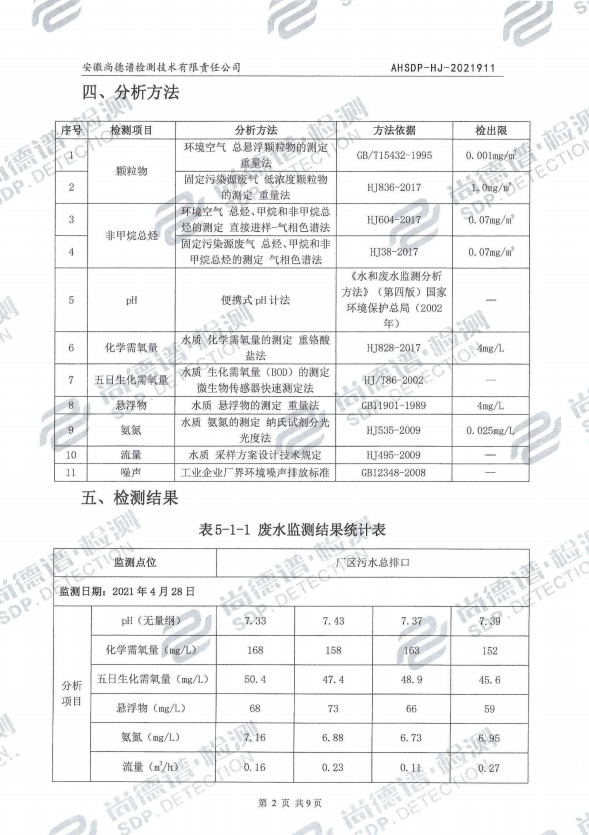 安徽尚德谱检测技术有限责任公司 AHSDP-HJ-2021911
四、分析方法
序号 检测项目 分析方法 方法依据 检出限
1 颗粒物 环境空气 总悬浮颗粒物的测定 重量法 GB/T15432-1995 0.001mg/m³
2 固定污染源废气 低浓度颗粒物的测定 重量法 HJ836-2017 1.0mg/m³
3 非甲烷总烃 环境空气 总烃、甲烷和非甲烷总烃的测定 直接进样-气相色谱法 HJ604-2017 0.07mg/m³
4 固定污染源废气 总烃、甲烷和非甲烷总烃的测定 气相色谱法 HJ38-2017 0.07mg/m³
5 pH 便携式 pH 计法 《水和废水监测分析方法》（第四版）国家环境保护总局（2002年） —
6 化学需氧量 水质 化学需氧量的测定 重铬酸盐法 HJ828-2017 4mg/L
7 五日生化需氧量 水质 生化需氧量（BOD）的测定 微生物传感器快速测定法 HJ/T86-2002 —
8 悬浮物 水质 悬浮物的测定 重量法 GB11901-1989 4mg/L
9 氨氮 水质 氨氮的测定 纳氏试剂分光光度法 HJ535-2009 0.025mg/L
10 流量 水质 采样方案设计技术规定 HJ495-2009 —
11 噪声 工业企业厂界环境噪声排放标准 GB12348-2008 —
五、检测结果
表5-1-1 废水监测结果统计表
监测点位 厂区污水总排口
监测日期：2021 年 4 月 28 日
分析项目
pH（无量纲） 7.33 7.43 7.37 7.39
化学需氧量（mg/L） 168 158 163 152
五日生化需氧量（mg/L） 50.4 47.4 48.9 45.6
悬浮物（mg/L） 68 73 66 59
氨氮（mg/L） 7.16 6.88 6.73 6.95
流量（m³/h） 0.16 0.23 0.11 0.27
第 2 页 共9页
尚德谱·检测
SDP.DETECTION